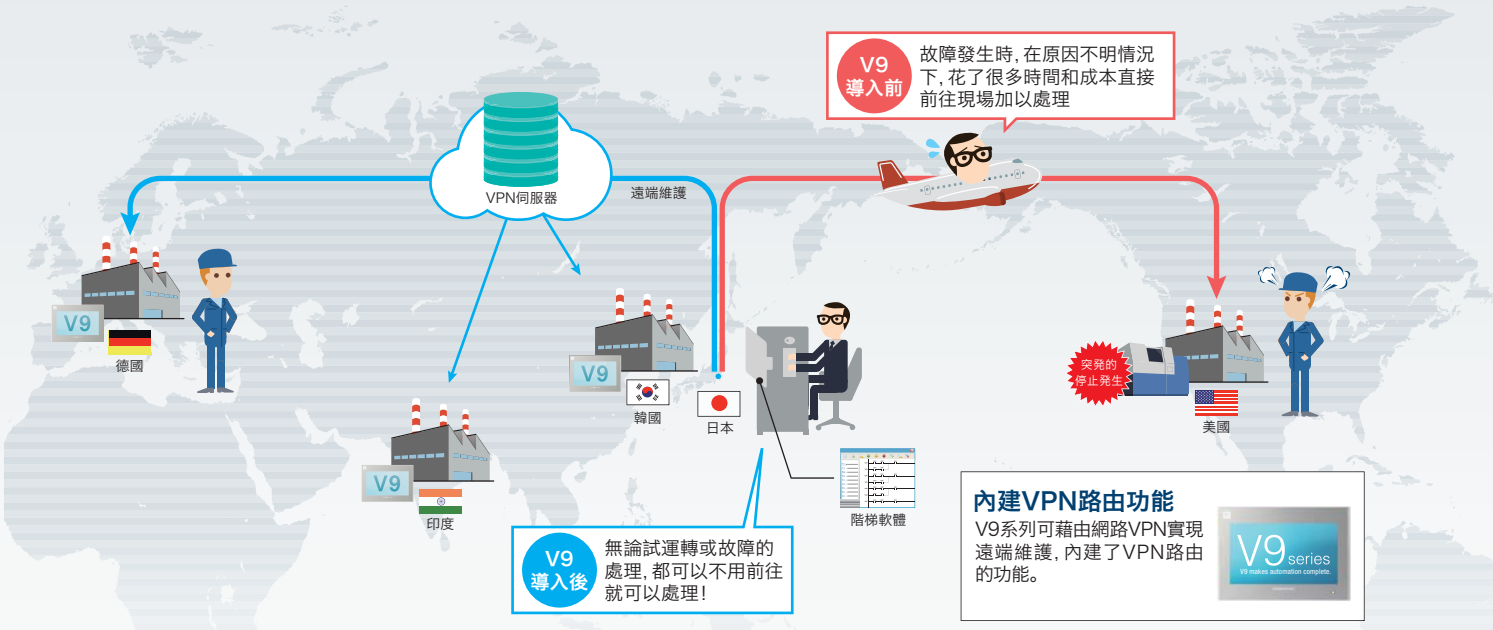 V9
導入前
故障發生時, 在原因不明情況
下, 花了很多時間和成本直接
前往現場加以處理
VPN伺服器
遠端維護
V9
德國
V9
印度
V9
韓國
日本
階梯軟體
突発的
停止発生
美國
V9
導入後
無論試運轉或故障的
處理, 都可以不用前往
就可以處理!
內建VPN路由功能
V9系列可藉由網路VPN實現
遠端維護, 內建了VPN路由
的功能。
V9 series
V9 makes automation complete.